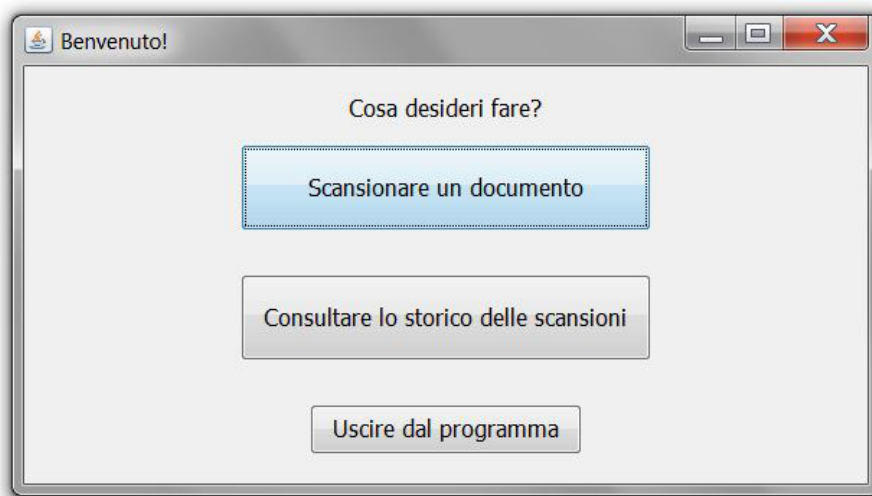 Benvenuto!
Cosa desideri fare?
Scansionare un documento
Consultare lo storico delle scansioni
Uscire dal programma